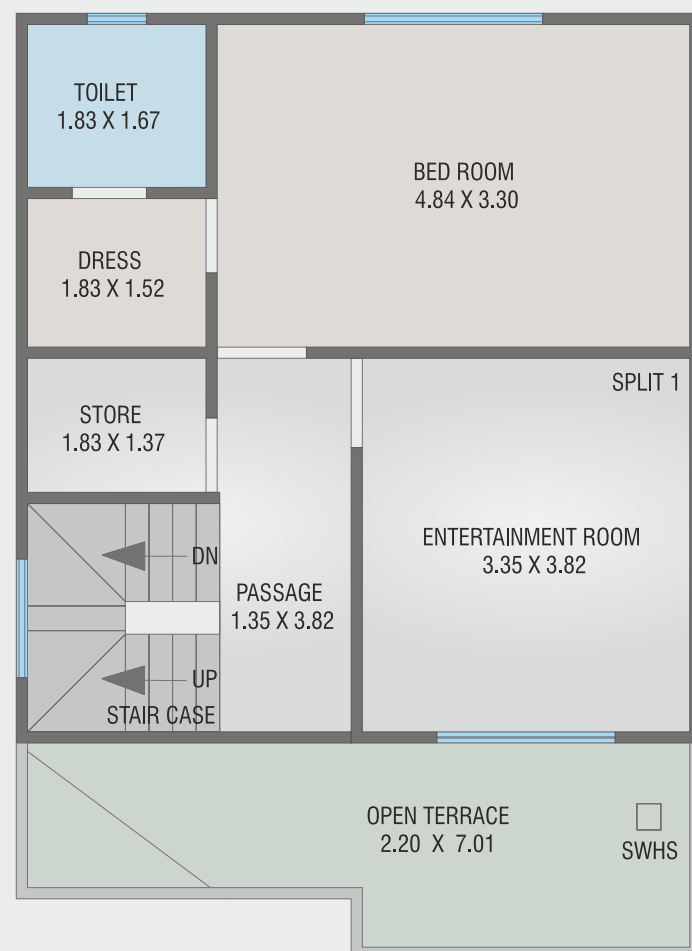 TOILET
1.83 X 1.67
BED ROOM
4.84 X 3.30
DRESS
1.83 X 1.52
SPLIT 1
STORE
1.83 X 1.37
ENTERTAINMENT ROOM
3.35 X 3.82
DN
PASSAGE
1.35 X 3.82
UP
STAIR CASE
OPEN TERRACE
2.20 X 7.01
SWHS